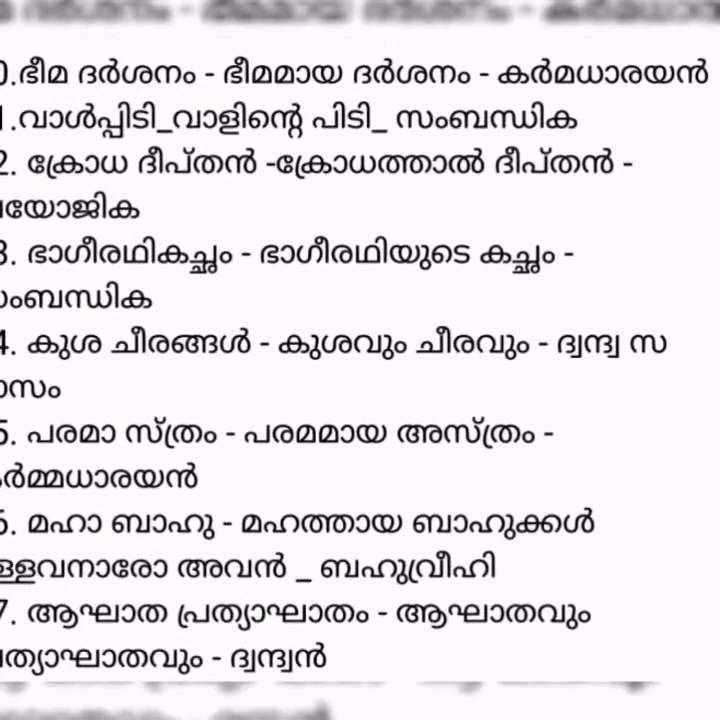 0.ഭീമ ദർശനം - ഭീമമായ ദർശനം - കർമധാരയൻ
1.വാൾപ്പിടി_വാളിന്റെ പിടി_ സംബന്ധിക
2. ക്രോധ ദീപ്തൻ -ക്രോധത്താൽ ദീപ്തൻ -
യോജിക
3. ഭാഗീരഥികച്ഛം - ഭാഗീരഥിയുടെ കച്ഛം -
ംബന്ധിക
4. കുശ ചീരങ്ങൾ - കുശവും ചീരവും - ദ്വന്ദ്വ സ
ാസം
5. പരമാ സ്ത്രം - പരമമായ അസ്ത്രം -
ർമ്മധാരയൻ
6. മഹാ ബാഹു - മഹത്തായ ബാഹുക്കൾ
ള്ളവനാരോ അവൻ _ ബഹുവ്രീഹി
7. ആഘാത പ്രത്യാഘാതം - ആഘാതവും
ത്യാഘാതവും - ദ്വന്ദ്വൻ